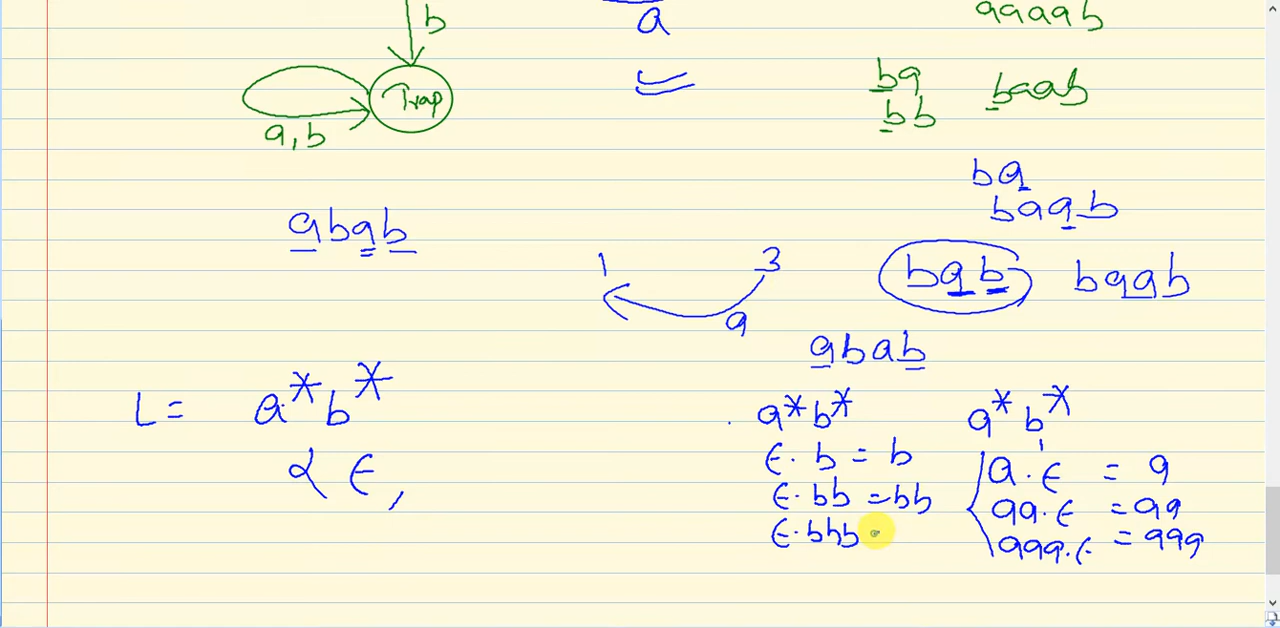 b a aaaab
Trap ba baab
a,b bb
ba
abab baab
1 3 bab baab
a
abab
L = a*b* a*b* a*b*
{ ϵ, ϵ. b = b a.ϵ = a
ϵ. bb = bb aa.ϵ = aa
ϵ. bbb = aaa.ϵ = aaa